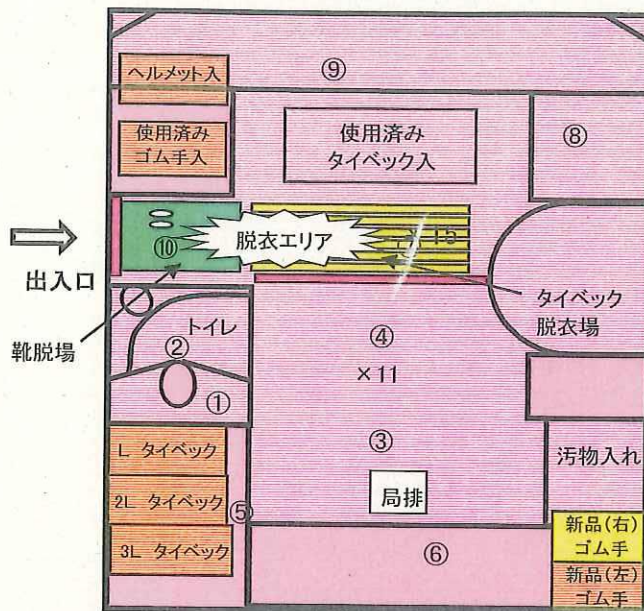 ヘルメット入
⑨
使用済み
ゴム手入
使用済み
タイベック入
⑧
⑩
脱衣エリア
出入口
靴脱場
タイベック
脱衣場
トイレ
②
①
④
×11
③
局排
L タイベック
2L タイベック
3L タイベック
⑤
⑥
汚物入れ
新品(右)
ゴム手
新品(左)
ゴム手